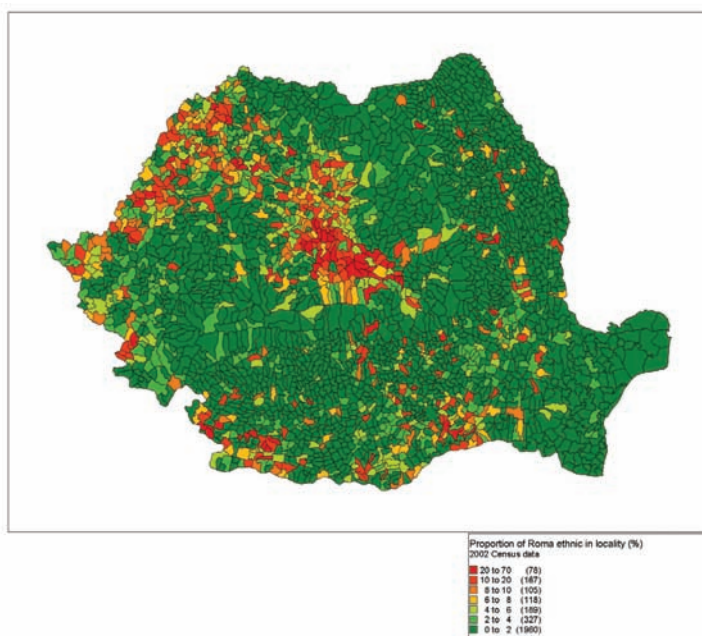 Proportion of Roma ethnic in locality (%)
2002 Census data
20 to 70 (78)
10 to 20 (167)
8 to 10 (105)
6 to 8 (118)
4 to 6 (189)
2 to 4 (327)
0 to 2 (1960)